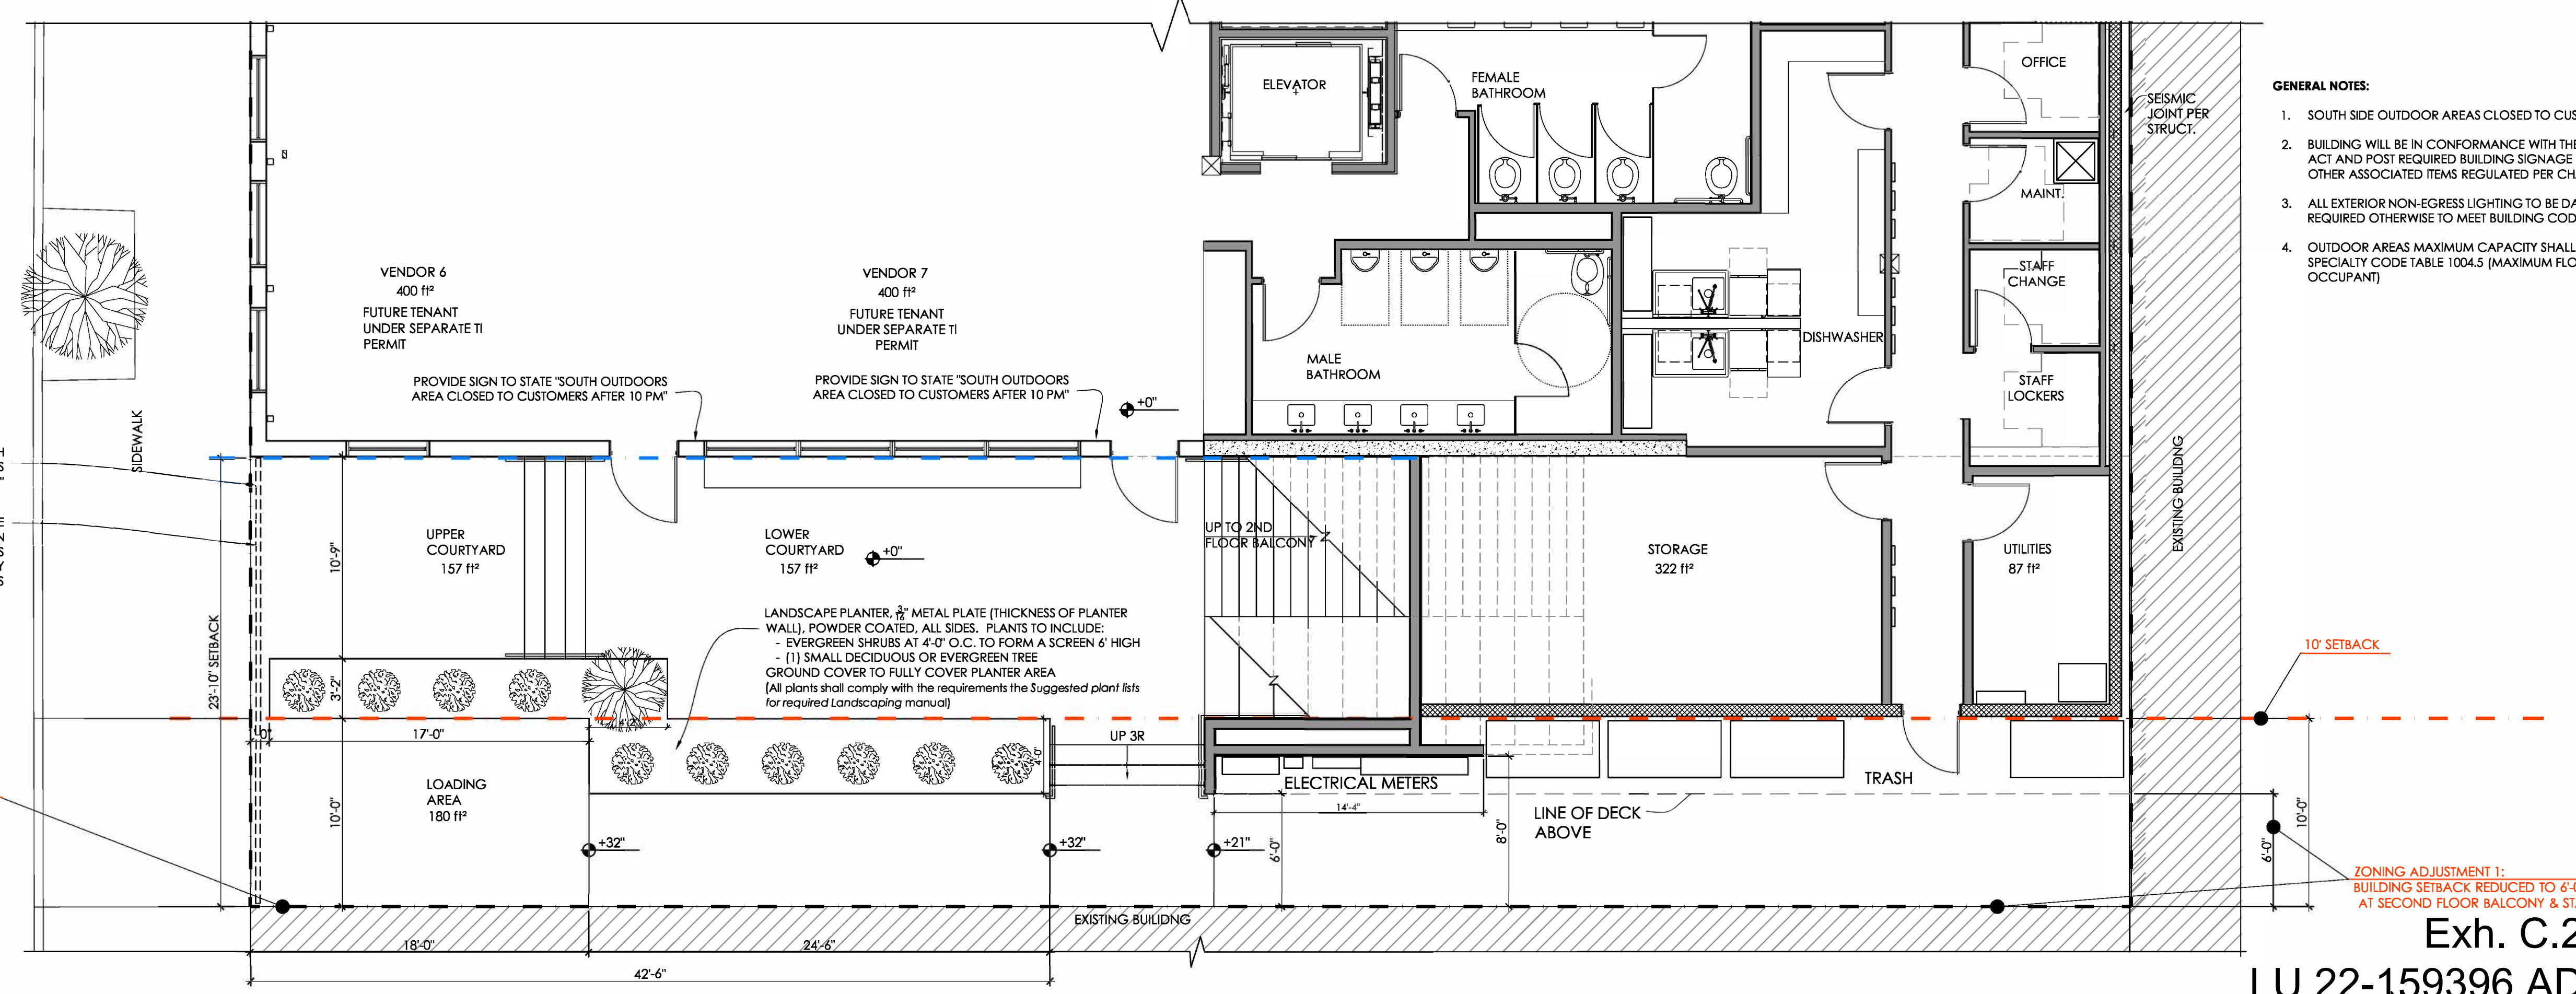 ELEVATOR
FEMALE
BATHROOM
OFFICE
SEISMIC
JOINT PER
STRUCT.
MAINT.
STAFF
CHANGE
STAFF
LOCKERS
DISHWASHER
MALE
BATHROOM
VENDOR 6
400 ft²
FUTURE TENANT
UNDER SEPARATE TI
PERMIT
VENDOR 7
400 ft²
FUTURE TENANT
UNDER SEPARATE TI
PERMIT
PROVIDE SIGN TO STATE "SOUTH OUTDOORS
AREA CLOSED TO CUSTOMERS AFTER 10 PM"
PROVIDE SIGN TO STATE "SOUTH OUTDOORS
AREA CLOSED TO CUSTOMERS AFTER 10 PM"
+0"
SIDEWALK
GENERAL NOTES:
1. SOUTH SIDE OUTDOOR AREAS CLOSED TO CUS
2. BUILDING WILL BE IN CONFORMANCE WITH THE
ACT AND POST REQUIRED BUILDING SIGNAGE
OTHER ASSOCIATED ITEMS REGULATED PER CH
3. ALL EXTERIOR NON-EGRESS LIGHTING TO BE DA
REQUIRED OTHERWISE TO MEET BUILDING COD
4. OUTDOOR AREAS MAXIMUM CAPACITY SHALL
SPECIALTY CODE TABLE 1004.5 (MAXIMUM FLO
OCCUPANT)
UPPER
COURTYARD
157 ft²
LOWER
COURTYARD
157 ft²
+0"
UP TO 2ND
FLOOR BALCONY
STORAGE
322 ft²
UTILITIES
87 ft²
EXISTING BUILIDNG
10'-9"
23'-10" SETBACK
3'-2"
LANDSCAPE PLANTER, 3/16" METAL PLATE (THICKNESS OF PLANTER
WALL), POWDER COATED, ALL SIDES. PLANTS TO INCLUDE:
- EVERGREEN SHRUBS AT 4'-0" O.C. TO FORM A SCREEN 6' HIGH
- (1) SMALL DECIDUOUS OR EVERGREEN TREE
GROUND COVER TO FULLY COVER PLANTER AREA
(All plants shall comply with the requirements the Suggested plant lists
for required Landscaping manual)
10' SETBACK
4'-2"
17'-0"
4'-0"
UP 3R
LOADING
AREA
180 ft²
10'-0"
ELECTRICAL METERS
14'-4"
TRASH
LINE OF DECK
ABOVE
+32"
+32"
+21"
6'-0"
8'-0"
6'-0"
10'-0"
ZONING ADJUSTMENT 1:
BUILDING SETBACK REDUCED TO 6'-0
AT SECOND FLOOR BALCONY & ST
EXISTING BUILIDNG
18'-0"
24'-6"
42'-6"
Exh. C.2
LU 22-159396 AD